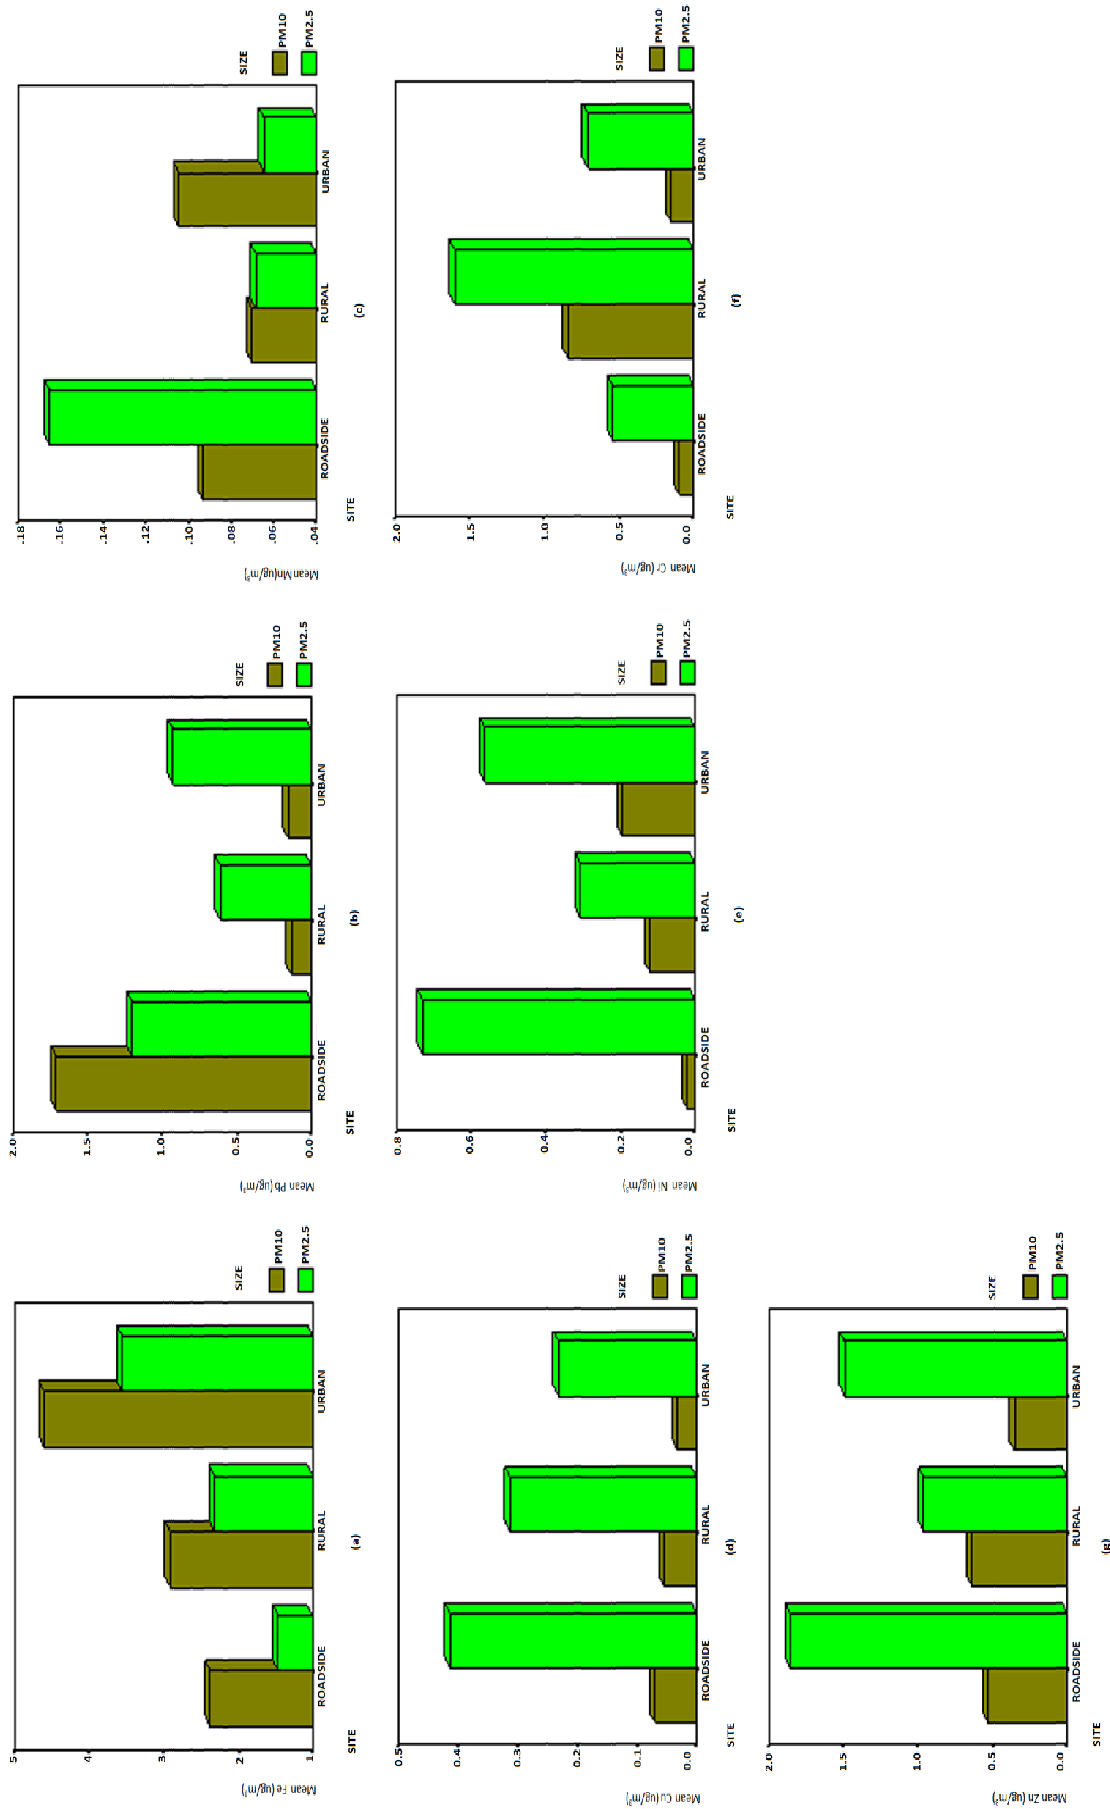 Mean Fe (ug/m³)
5
4
3
2
1
ROADSIDE
RURAL
URBAN
SITE
(a)
SIZE
PM10
PM2.5
Mean Pb (ug/m³)
2.0
1.5
1.0
0.5
0.0
ROADSIDE
RURAL
URBAN
SITE
(b)
SIZE
PM10
PM2.5
Mean Mn (ug/m³)
.18
.16
.14
.12
.10
.08
.06
.04
ROADSIDE
RURAL
URBAN
SITE
(c)
SIZE
PM10
PM2.5
Mean Cu (ug/m³)
0.5
0.4
0.3
0.2
0.1
0.0
ROADSIDE
RURAL
URBAN
SITE
(d)
SIZE
PM10
PM2.5
Mean Ni (ug/m³)
0.8
0.6
0.4
0.2
0.0
ROADSIDE
RURAL
URBAN
SITE
(e)
SIZE
PM10
PM2.5
Mean Cr (ug/m³)
2.0
1.5
1.0
0.5
0.0
ROADSIDE
RURAL
URBAN
SITE
(f)
SIZE
PM10
PM2.5
Mean Zn (ug/m³)
2.0
1.5
1.0
0.5
0.0
ROADSIDE
RURAL
URBAN
SITE
(g)
SIZE
PM10
PM2.5